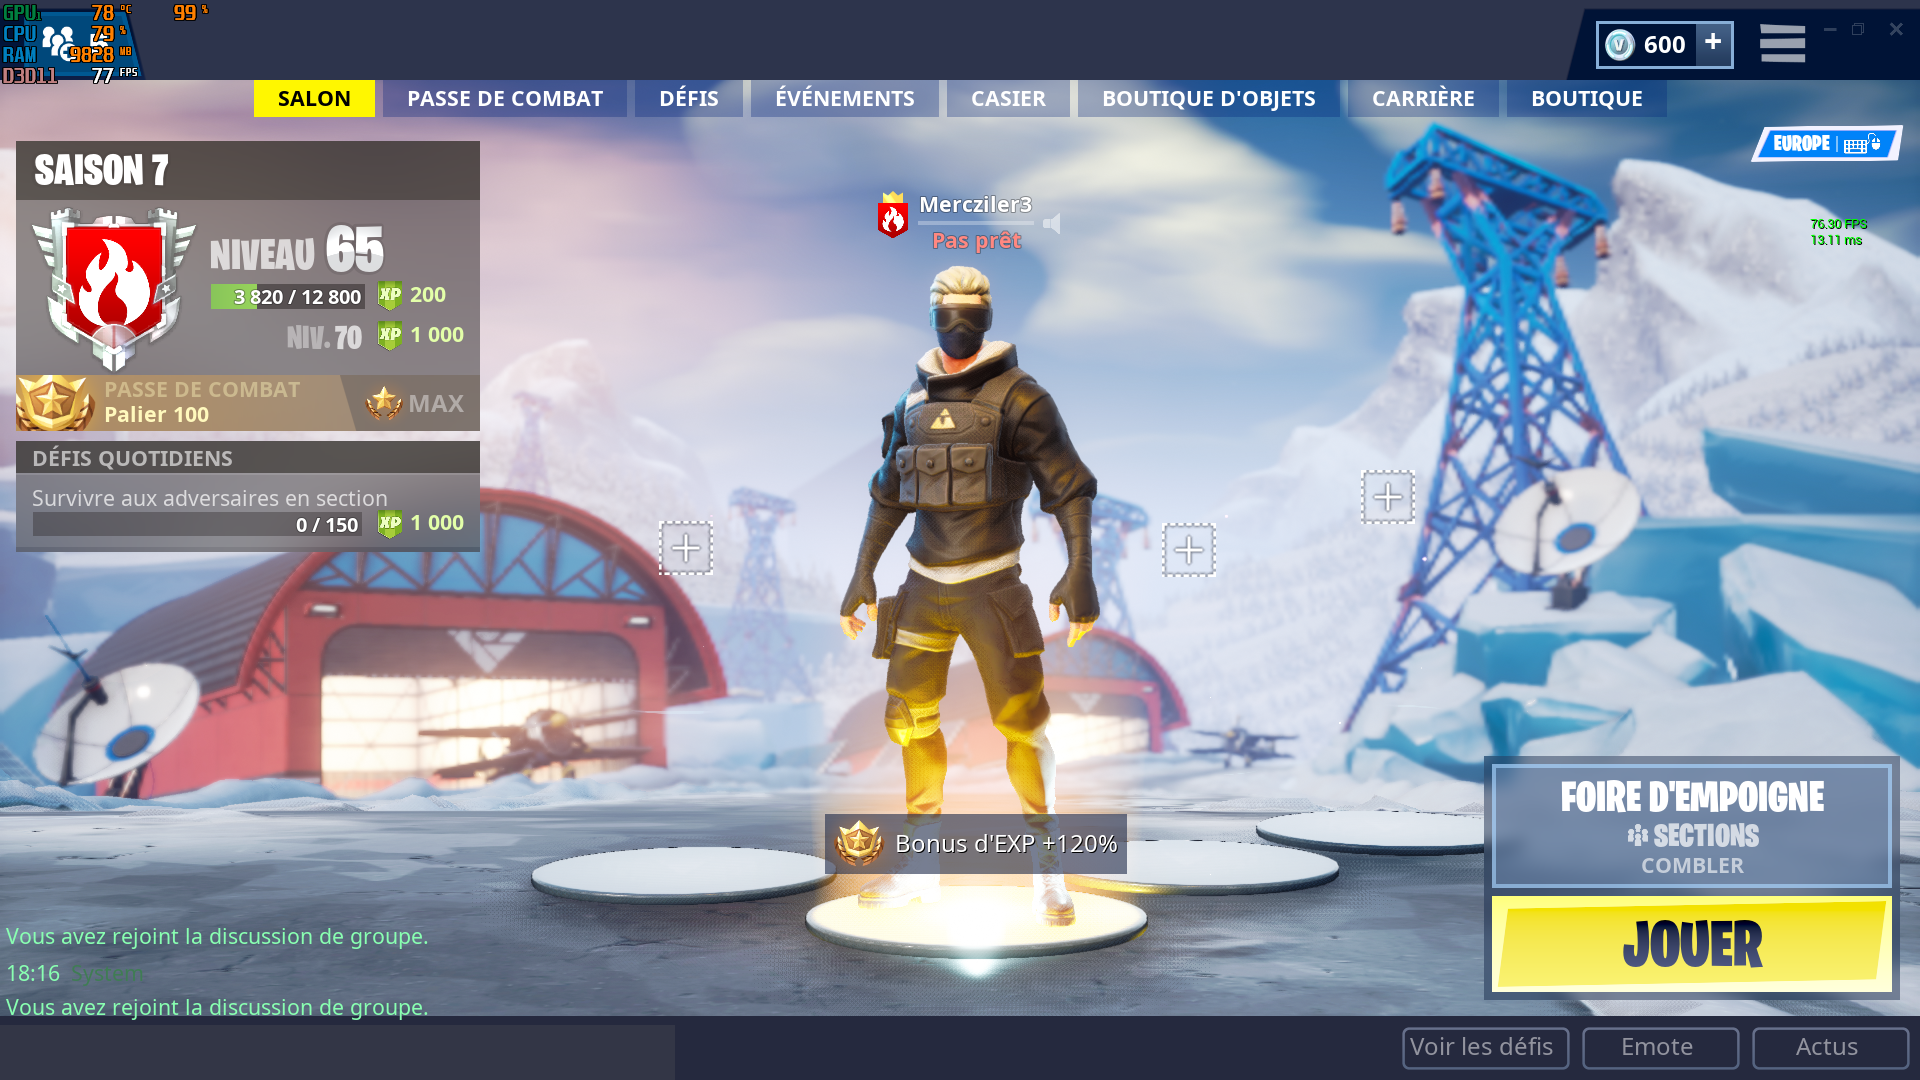 GPU1 78 °C 99 %
CPU 79 %
RAM 9828 MB
D3D11 77 FPS
600 +
SALON
PASSE DE COMBAT
DÉFIS
ÉVÉNEMENTS
CASIER
BOUTIQUE D'OBJETS
CARRIÈRE
BOUTIQUE
EUROPE
SAISON 7
NIVEAU 65
3 820 / 12 800
XP 200
NIV. 70
XP 1 000
PASSE DE COMBAT
Palier 100
MAX
DÉFIS QUOTIDIENS
Survivre aux adversaires en section
0 / 150
XP 1 000
Mercziler3
Pas prêt
76.30 FPS
13.11 ms
Bonus d'EXP +120%
FOIRE D'EMPOIGNE
SECTIONS
COMBLER
JOUER
Vous avez rejoint la discussion de groupe.
18:16 System
Vous avez rejoint la discussion de groupe.
Voir les défis
Emote
Actus